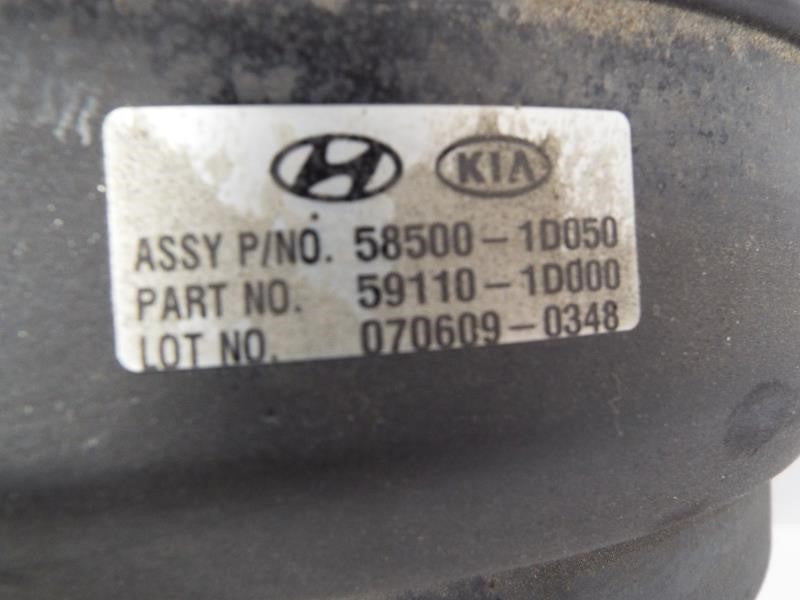 KIA
ASSY P/NO. 58500-1D050
PART NO. 59110-1D000
LOT NO. 070609-0348